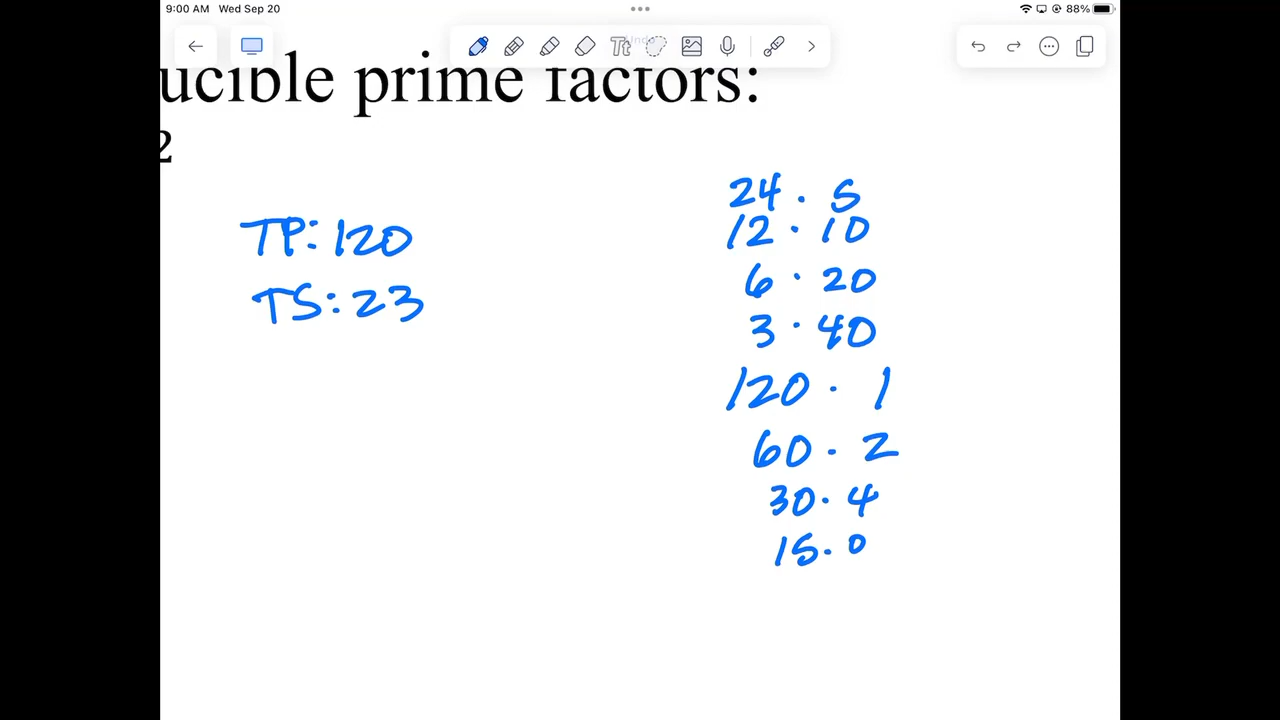 9:00 AM Wed Sep 20
88%
Tt
ucible prime factors:
2
TP: 120
TS: 23
24 · 5
12 · 10
6 · 20
3 · 40
120 · 1
60 · 2
30 · 4
15 ·